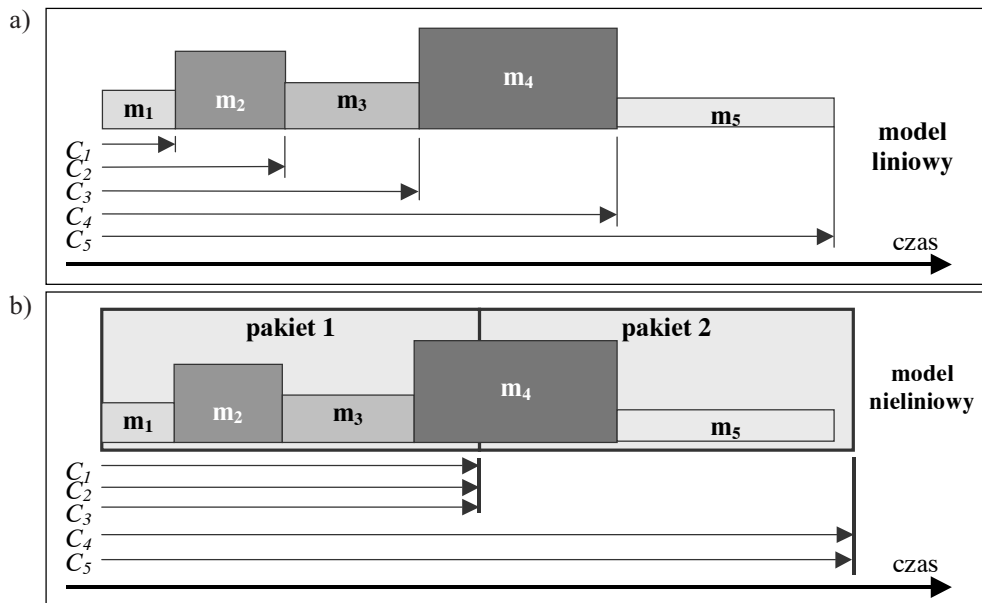 a)
m₁
m₂
m₃
m₄
m₅
C₁
C₂
C₃
C₄
C₅
model
liniowy
czas
b)
pakiet 1
pakiet 2
m₁
m₂
m₃
m₄
m₅
C₁
C₂
C₃
C₄
C₅
model
nieliniowy
czas